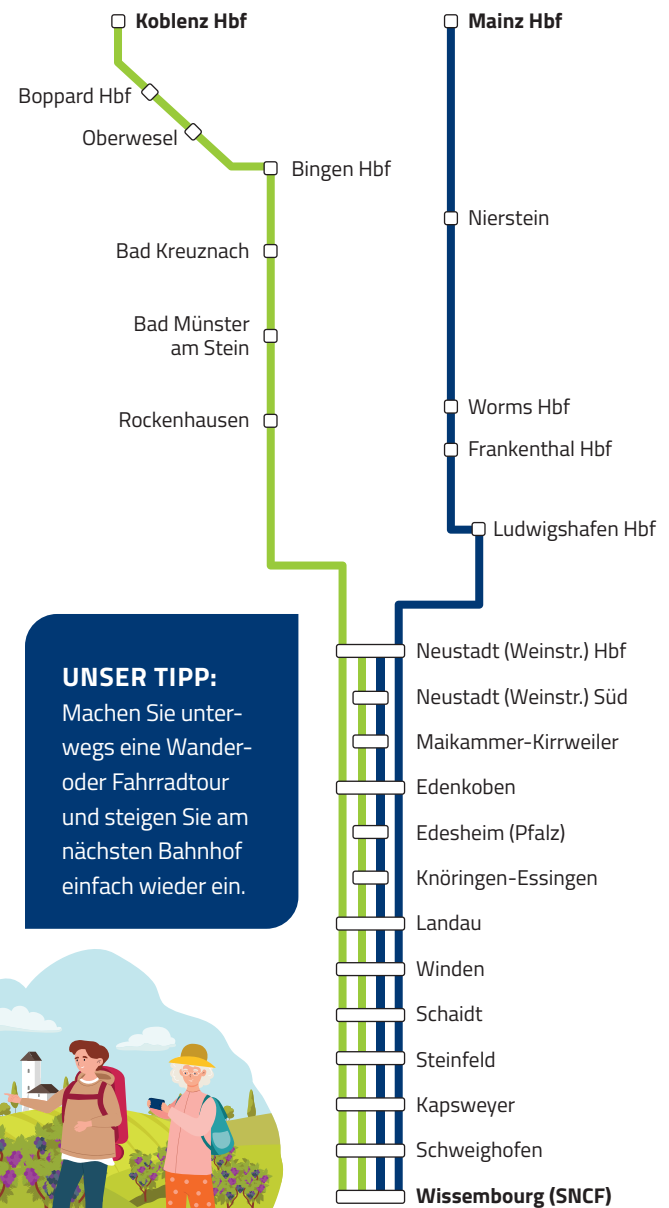 Koblenz Hbf
Mainz Hbf
Boppard Hbf
Oberwesel
Bingen Hbf
Nierstein
Bad Kreuznach
Bad Münster
am Stein
Worms Hbf
Rockenhausen
Frankenthal Hbf
Ludwigshafen Hbf
UNSER TIPP:
Machen Sie unter-
wegs eine Wander-
oder Fahrradtour
und steigen Sie am
nächsten Bahnhof
einfach wieder ein.
Neustadt (Weinstr.) Hbf
Neustadt (Weinstr.) Süd
Maikammer-Kirrweiler
Edenkoben
Edesheim (Pfalz)
Knöringen-Essingen
Landau
Winden
Schaidt
Steinfeld
Kapsweyer
Schweighofen
Wissembourg (SNCF)